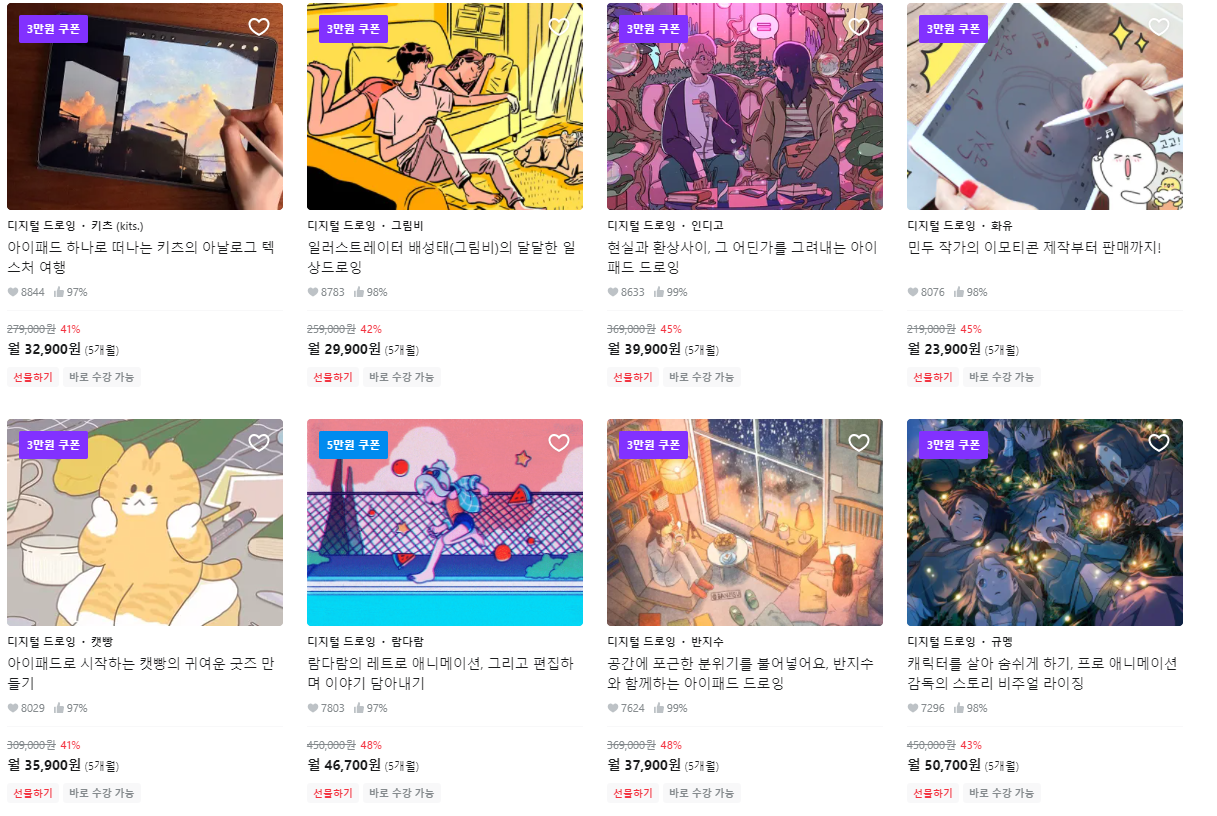 3만원 쿠폰
디지털 드로잉 · 키츠 (kits.)
아이패드 하나로 떠나는 키츠의 아날로그 텍
스처 여행
8844 97%
279,000원 41%
월 32,900원 (5개월)
선물하기 바로 수강 가능
3만원 쿠폰
디지털 드로잉 · 그림비
일러스트레이터 배성태(그림비)의 달달한 일
상드로잉
8783 98%
259,000원 42%
월 29,900원 (5개월)
선물하기 바로 수강 가능
3만원 쿠폰
디지털 드로잉 · 인디고
현실과 환상사이, 그 어딘가를 그려내는 아이
패드 드로잉
8633 99%
369,000원 45%
월 39,900원 (5개월)
선물하기 바로 수강 가능
3만원 쿠폰
고고!
디지털 드로잉 · 화유
민두 작가의 이모티콘 제작부터 판매까지!
8076 98%
219,000원 45%
월 23,900원 (5개월)
선물하기 바로 수강 가능
3만원 쿠폰
디지털 드로잉 · 캣빵
아이패드로 시작하는 캣빵의 귀여운 굿즈 만
들기
8029 97%
309,000원 41%
월 35,900원 (5개월)
선물하기 바로 수강 가능
5만원 쿠폰
디지털 드로잉 · 람다람
람다람의 레트로 애니메이션, 그리고 편집하
며 이야기 담아내기
7803 97%
450,000원 48%
월 46,700원 (5개월)
선물하기 바로 수강 가능
3만원 쿠폰
디지털 드로잉 · 반지수
공간에 포근한 분위기를 불어넣어요, 반지수
와 함께하는 아이패드 드로잉
7624 99%
369,000원 48%
월 37,900원 (5개월)
선물하기 바로 수강 가능
3만원 쿠폰
디지털 드로잉 · 규멩
캐릭터를 살아 숨쉬게 하기, 프로 애니메이션
감독의 스토리 비주얼 라이징
7296 98%
450,000원 43%
월 50,700원 (5개월)
선물하기 바로 수강 가능